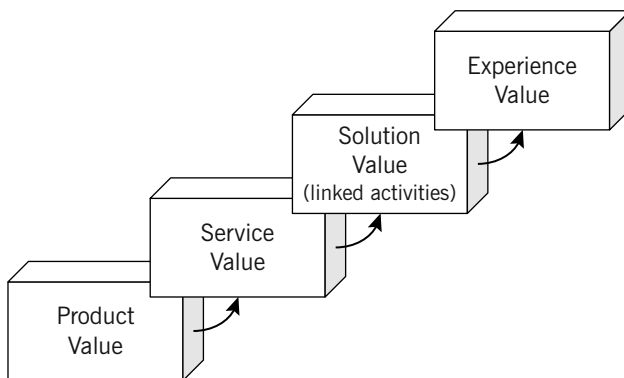 Experience
Value
Solution
Value
(linked activities)
Service
Value
Product
Value